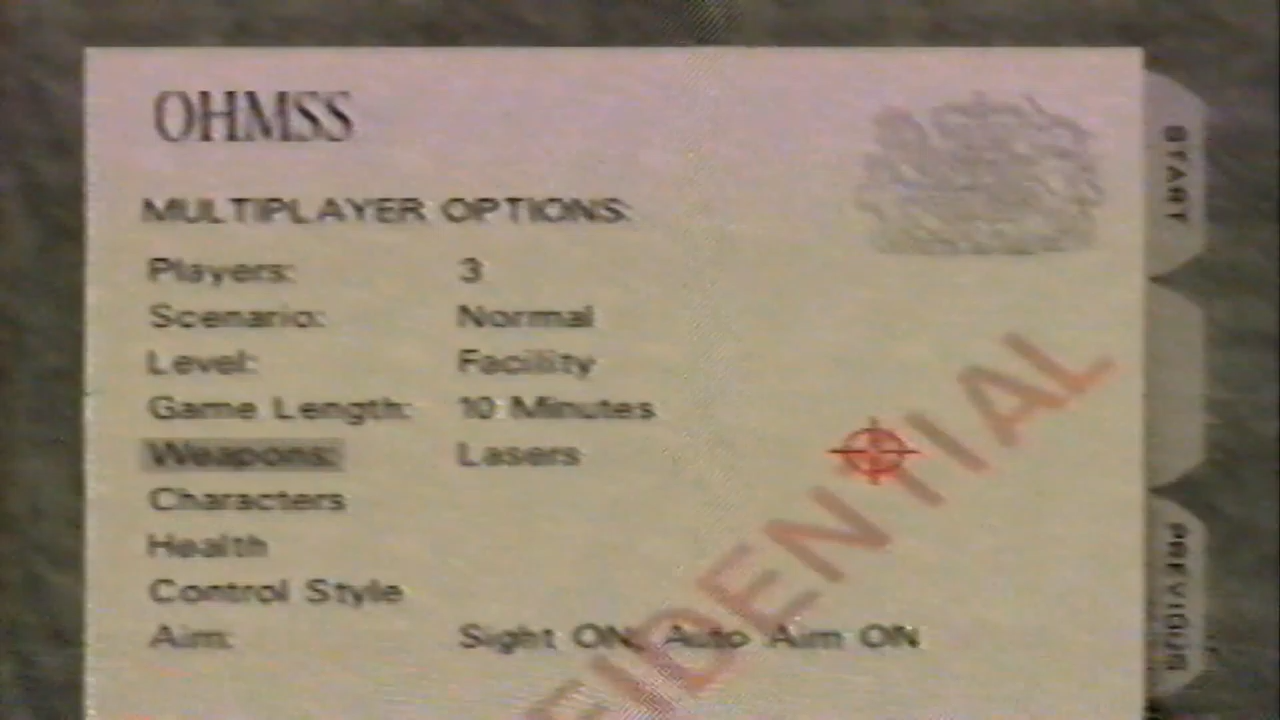 OHMSS
START
MULTIPLAYER OPTIONS:
Players: 3
Scenario: Normal
Level: Facility
Game Length: 10 Minutes
Weapons: Lasers
Characters
Health
Control Style
Aim: Sight ON, Auto Aim ON
IDENTIAL
PREVIOUS